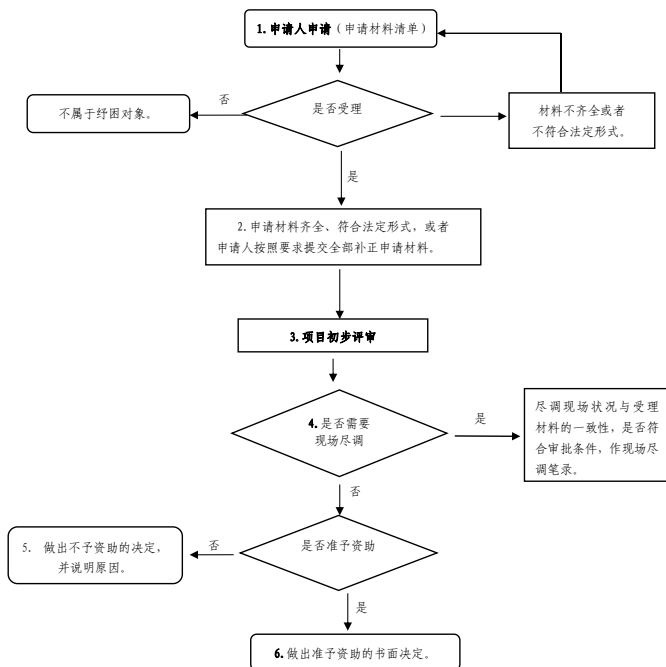 1.申请人申请（申请材料清单）
否
不属于纾困对象。
是否受理
材料不齐全或者
不符合法定形式。
是
2.申请材料齐全、符合法定形式，或者
申请人按照要求提交全部补正申请材料。
3.项目初步评审
4.是否需要
现场尽调
是
尽调现场状况与受理
材料的一致性，是否符
合审批条件，作现场尽
调笔录。
否
5. 做出不予资助的决定，
并说明原因。
否
是否准予资助
是
6.做出准予资助的书面决定。